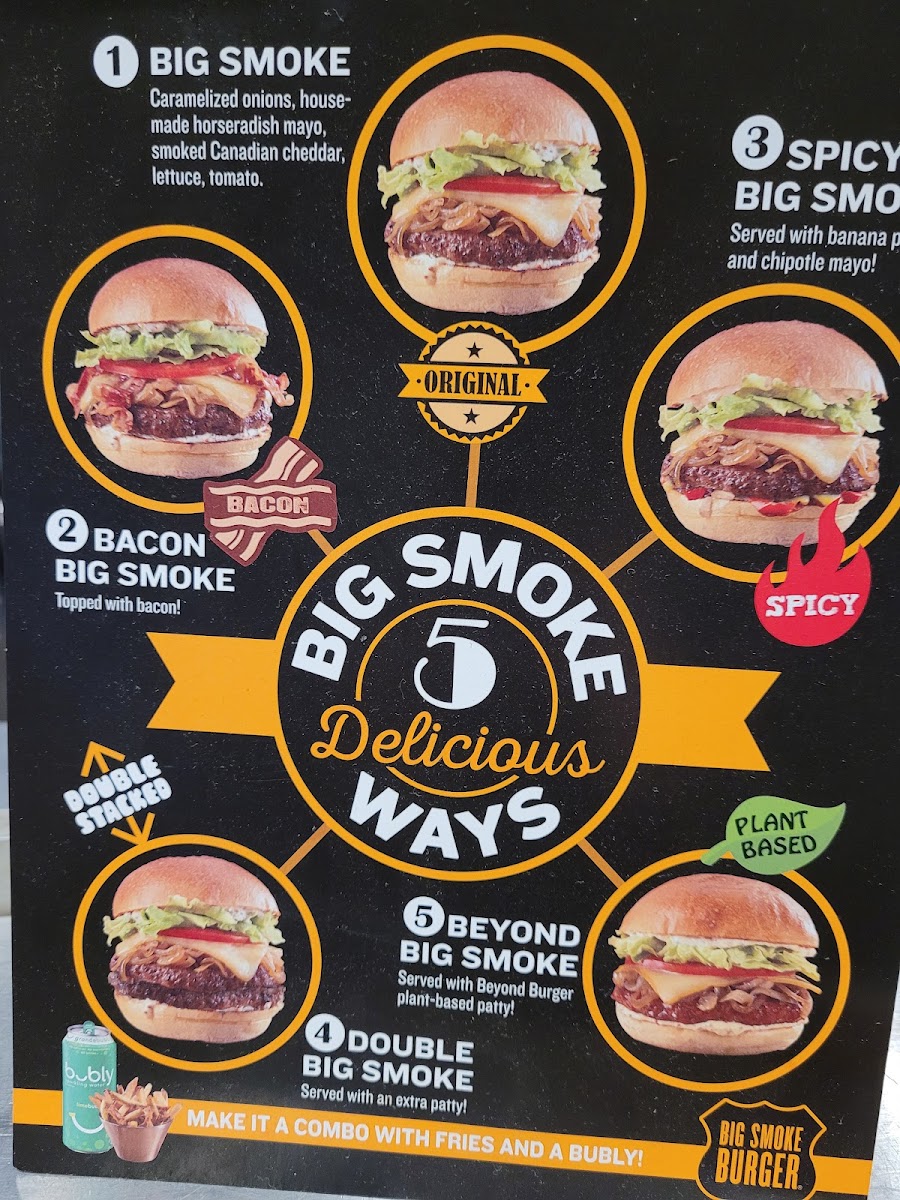 1 BIG SMOKE
Caramelized onions, house-
made horseradish mayo,
smoked Canadian cheddar,
lettuce, tomato.
·ORIGINAL·
BACON
2 BACON
BIG SMOKE
Topped with bacon!
3 SPICY
BIG SMO
Served with banana p
and chipotle mayo!
SPICY
BIG SMOKE
5
Delicious
WAYS
DOUBLE
STACKED
4 DOUBLE
BIG SMOKE
Served with an extra patty!
PLANT
BASED
5 BEYOND
BIG SMOKE
Served with Beyond Burger
plant-based patty!
bubly
MAKE IT A COMBO WITH FRIES AND A BUBLY!
BIG SMOKE
BURGER